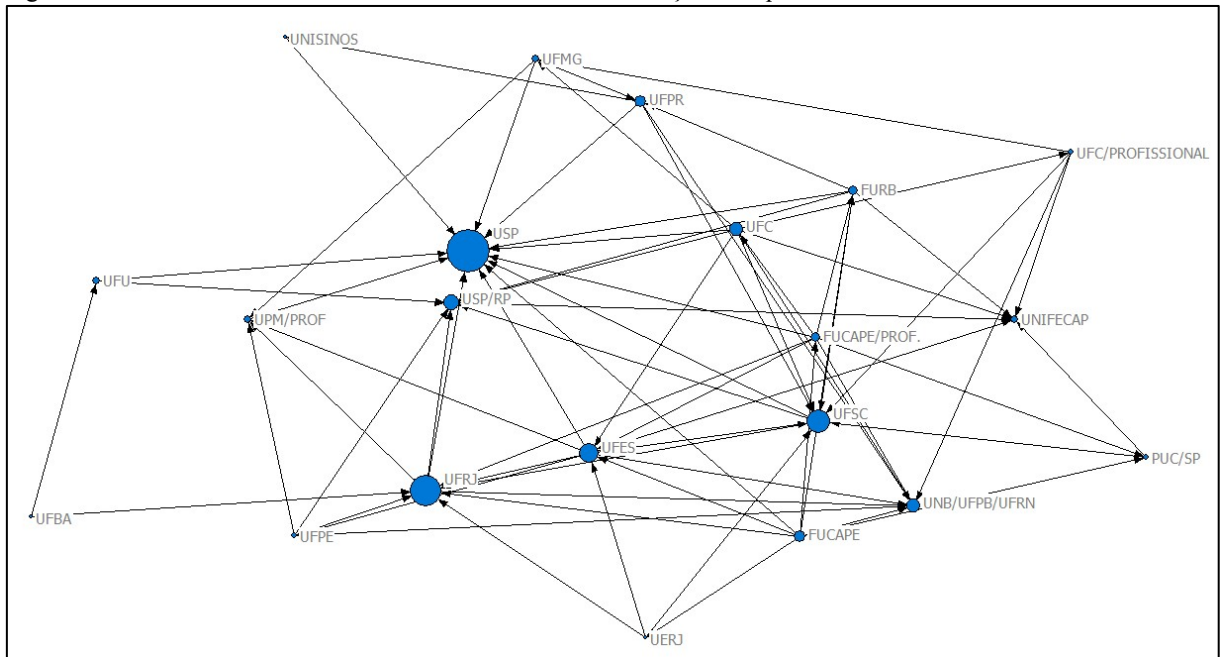 UNISINOS
UFMG
UFPR
UFC/PROFISSIONAL
FURB
UFC
USP
UFU
USP/RP
UPM/PROF
UNIFECAP
FUCAPE/PROF.
UFSC
UFES
PUC/SP
UFRJ
UNB/UFPB/UFRN
UFBA
UFPE
FUCAPE
UERJ